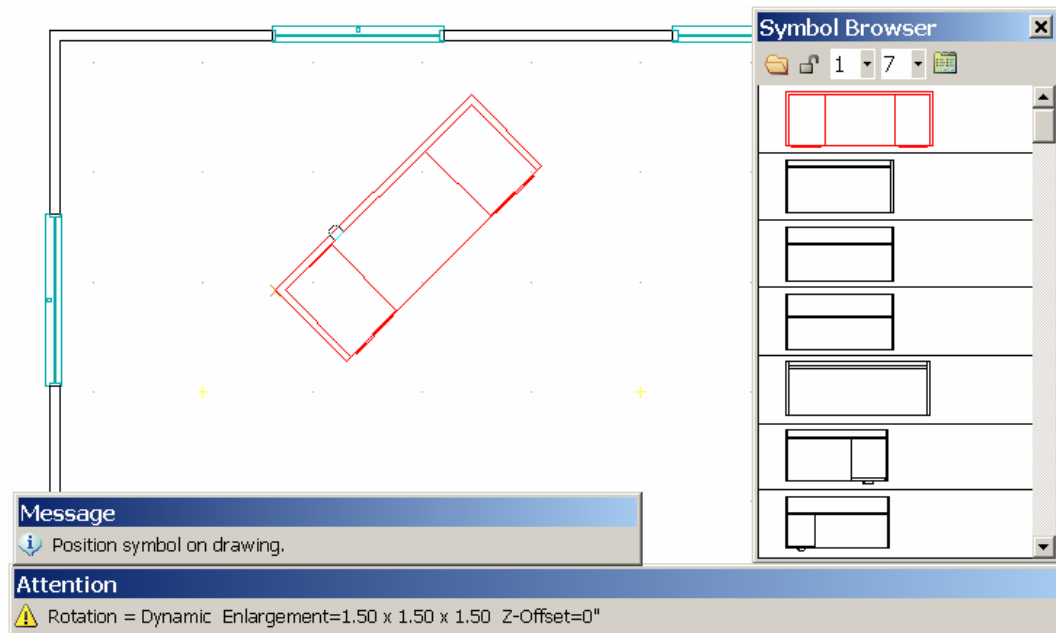 Symbol Browser
1 7
Message
Position symbol on drawing.
Attention
Rotation = Dynamic Enlargement=1.50 x 1.50 x 1.50 Z-Offset=0"